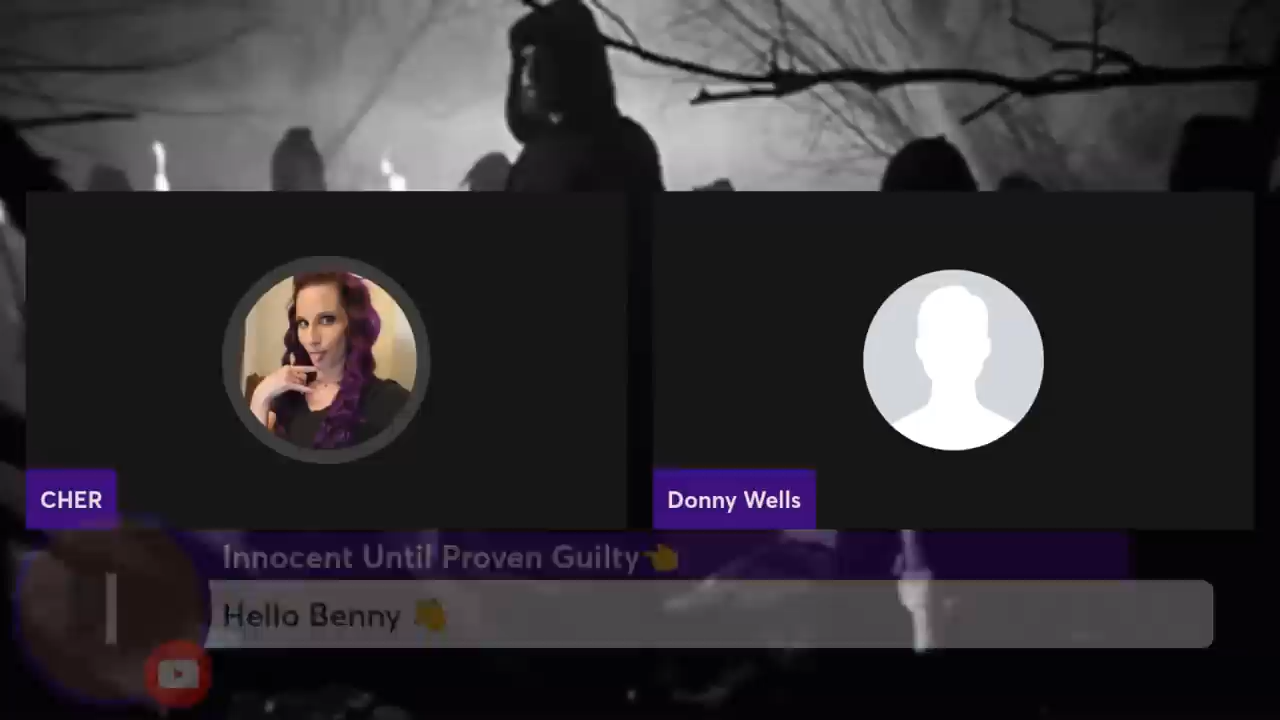 CHER
Donny Wells
Innocent Until Proven Guilty👈
Hello Benny 👋
I